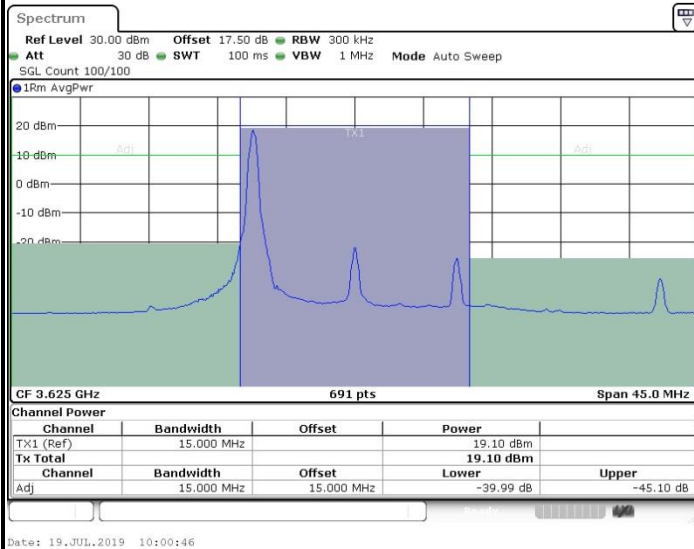 Spectrum
Ref Level 30.00 dBm Offset 17.50 dB RBW 300 kHz
Att 30 dB SWT 100 ms VBW 1 MHz Mode Auto Sweep
SGL Count 100/100
1Rm AvgPwr
20 dBm
TX1
10 dBm Adj Adj
0 dBm
-10 dBm
-20 dBm
CF 3.625 GHz 691 pts Span 45.0 MHz
Channel Power
Channel Bandwidth Offset Power
TX1 (Ref) 15.000 MHz 19.10 dBm
Tx Total 19.10 dBm
Channel Bandwidth Offset Lower Upper
Adj 15.000 MHz 15.000 MHz -39.99 dB -45.10 dB
Ready
Date: 19.JUL.2019 10:00:46